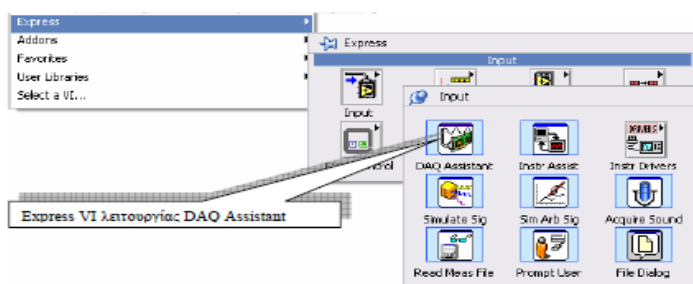 Express
Addons
Favorites
User Libraries
Select a VI...
Express
Input
Input
Input
DAQ Assistant
Instr Assist
Instr Drivers
Simulate Sig
Sim Arb Sig
Acquire Sound
Read Meas File
Prompt User
File Dialog
Express VI λειτουργίας DAQ Assistant